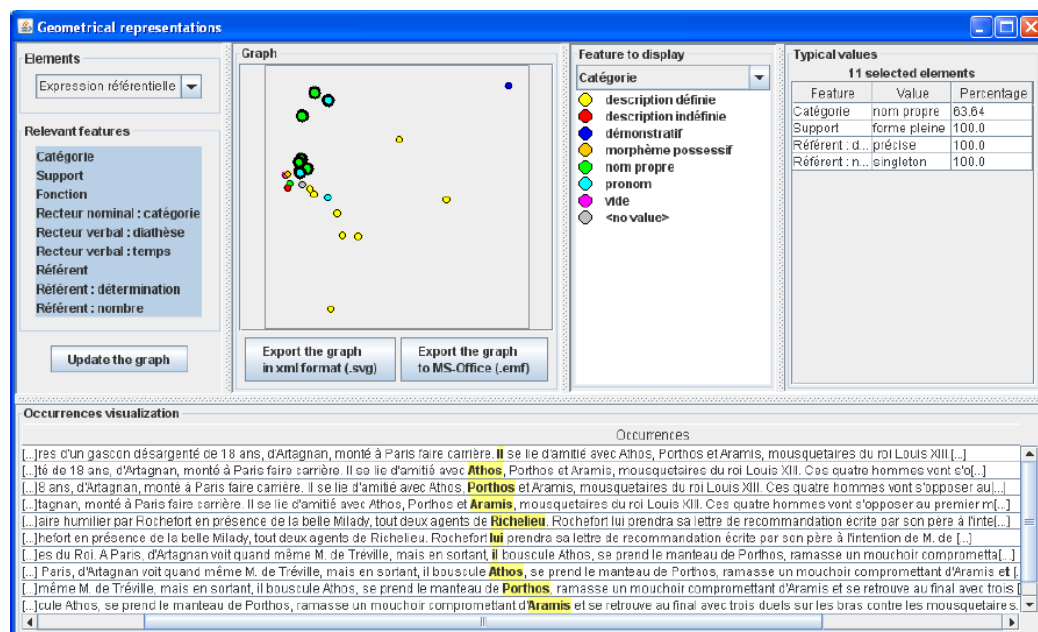 Geometrical representations
Elements
Expression référentielle
Relevant features
Catégorie
Support
Fonction
Recteur nominal : catégorie
Recteur verbal : diathèse
Recteur verbal : temps
Référent
Référent : détermination
Référent : nombre
Update the graph
Graph
Export the graph
in xml format (.svg)
Export the graph
to MS-Office (.emf)
Feature to display
Catégorie
description définie
description indéfinie
démonstratif
morphème possessif
nom propre
pronom
vide
<no value>
Typical values
11 selected elements
Feature Value Percentage
Catégorie nom propre 63.64
Support forme pleine 100.0
Référent : d... précise 100.0
Référent : n... singleton 100.0
Occurrences visualization
Occurrences
[...]res d'un gascon désargenté de 18 ans, d'Artagnan, monté à Paris faire carrière. Il se lie d'amitié avec Athos, Porthos et Aramis, mousquetaires du roi Louis XIII.[...]
[...]té de 18 ans, d'Artagnan, monté à Paris faire carrière. Il se lie d'amitié avec Athos, Porthos et Aramis, mousquetaires du roi Louis XIII. Ces quatre hommes vont s'o[...]
[...]8 ans, d'Artagnan, monté à Paris faire carrière. Il se lie d'amitié avec Athos, Porthos et Aramis, mousquetaires du roi Louis XIII. Ces quatre hommes vont s'opposer au[...]
[...]tagnan, monté à Paris faire carrière. Il se lie d'amitié avec Athos, Porthos et Aramis, mousquetaires du roi Louis XIII. Ces quatre hommes vont s'opposer au premier m[...]
[...]aire humilier par Rochefort en présence de la belle Milady, tout deux agents de Richelieu. Rochefort lui prendra sa lettre de recommandation écrite par son père à l'inte[...]
[...]hefort en présence de la belle Milady, tout deux agents de Richelieu. Rochefort lui prendra sa lettre de recommandation écrite par son père à l'intention de M. de [...]
[...]es du Roi. A Paris, d'Artagnan voit quand même M. de Tréville, mais en sortant, il bouscule Athos, se prend le manteau de Porthos, ramasse un mouchoir comprometta[...]
[...] Paris, d'Artagnan voit quand même M. de Tréville, mais en sortant, il bouscule Athos, se prend le manteau de Porthos, ramasse un mouchoir compromettant d'Aramis et [.
[...]même M. de Tréville, mais en sortant, il bouscule Athos, se prend le manteau de Porthos, ramasse un mouchoir compromettant d'Aramis et se retrouve au final avec trois [
[...]cule Athos, se prend le manteau de Porthos, ramasse un mouchoir compromettant d'Aramis et se retrouve au final avec trois duels sur les bras contre les mousquetaires.